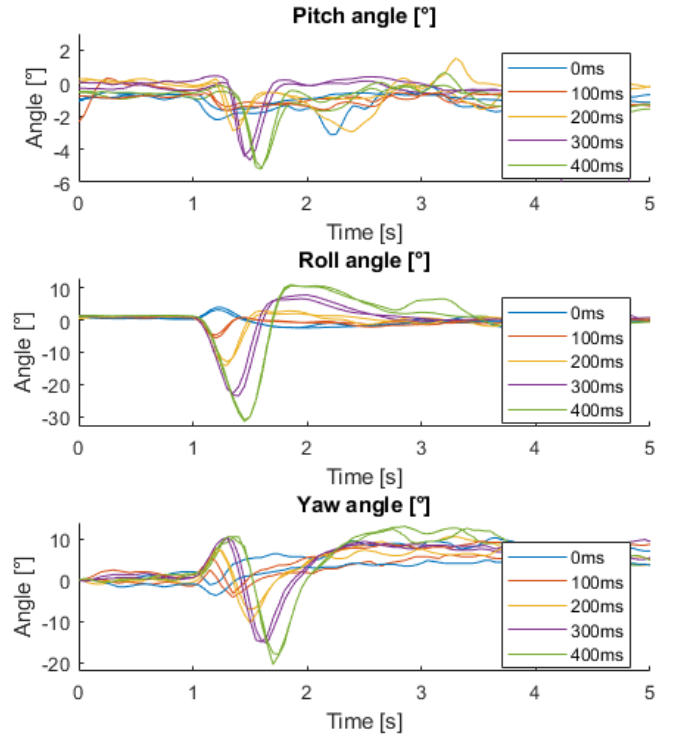 Pitch angle [°]
2
0
-2
-4
-6
Angle [°]
0ms
100ms
200ms
300ms
400ms
0 1 2 3 4 5
Time [s]
Roll angle [°]
10
0
-10
-20
-30
Angle [°]
0ms
100ms
200ms
300ms
400ms
0 1 2 3 4 5
Time [s]
Yaw angle [°]
10
0
-10
-20
Angle [°]
0ms
100ms
200ms
300ms
400ms
0 1 2 3 4 5
Time [s]